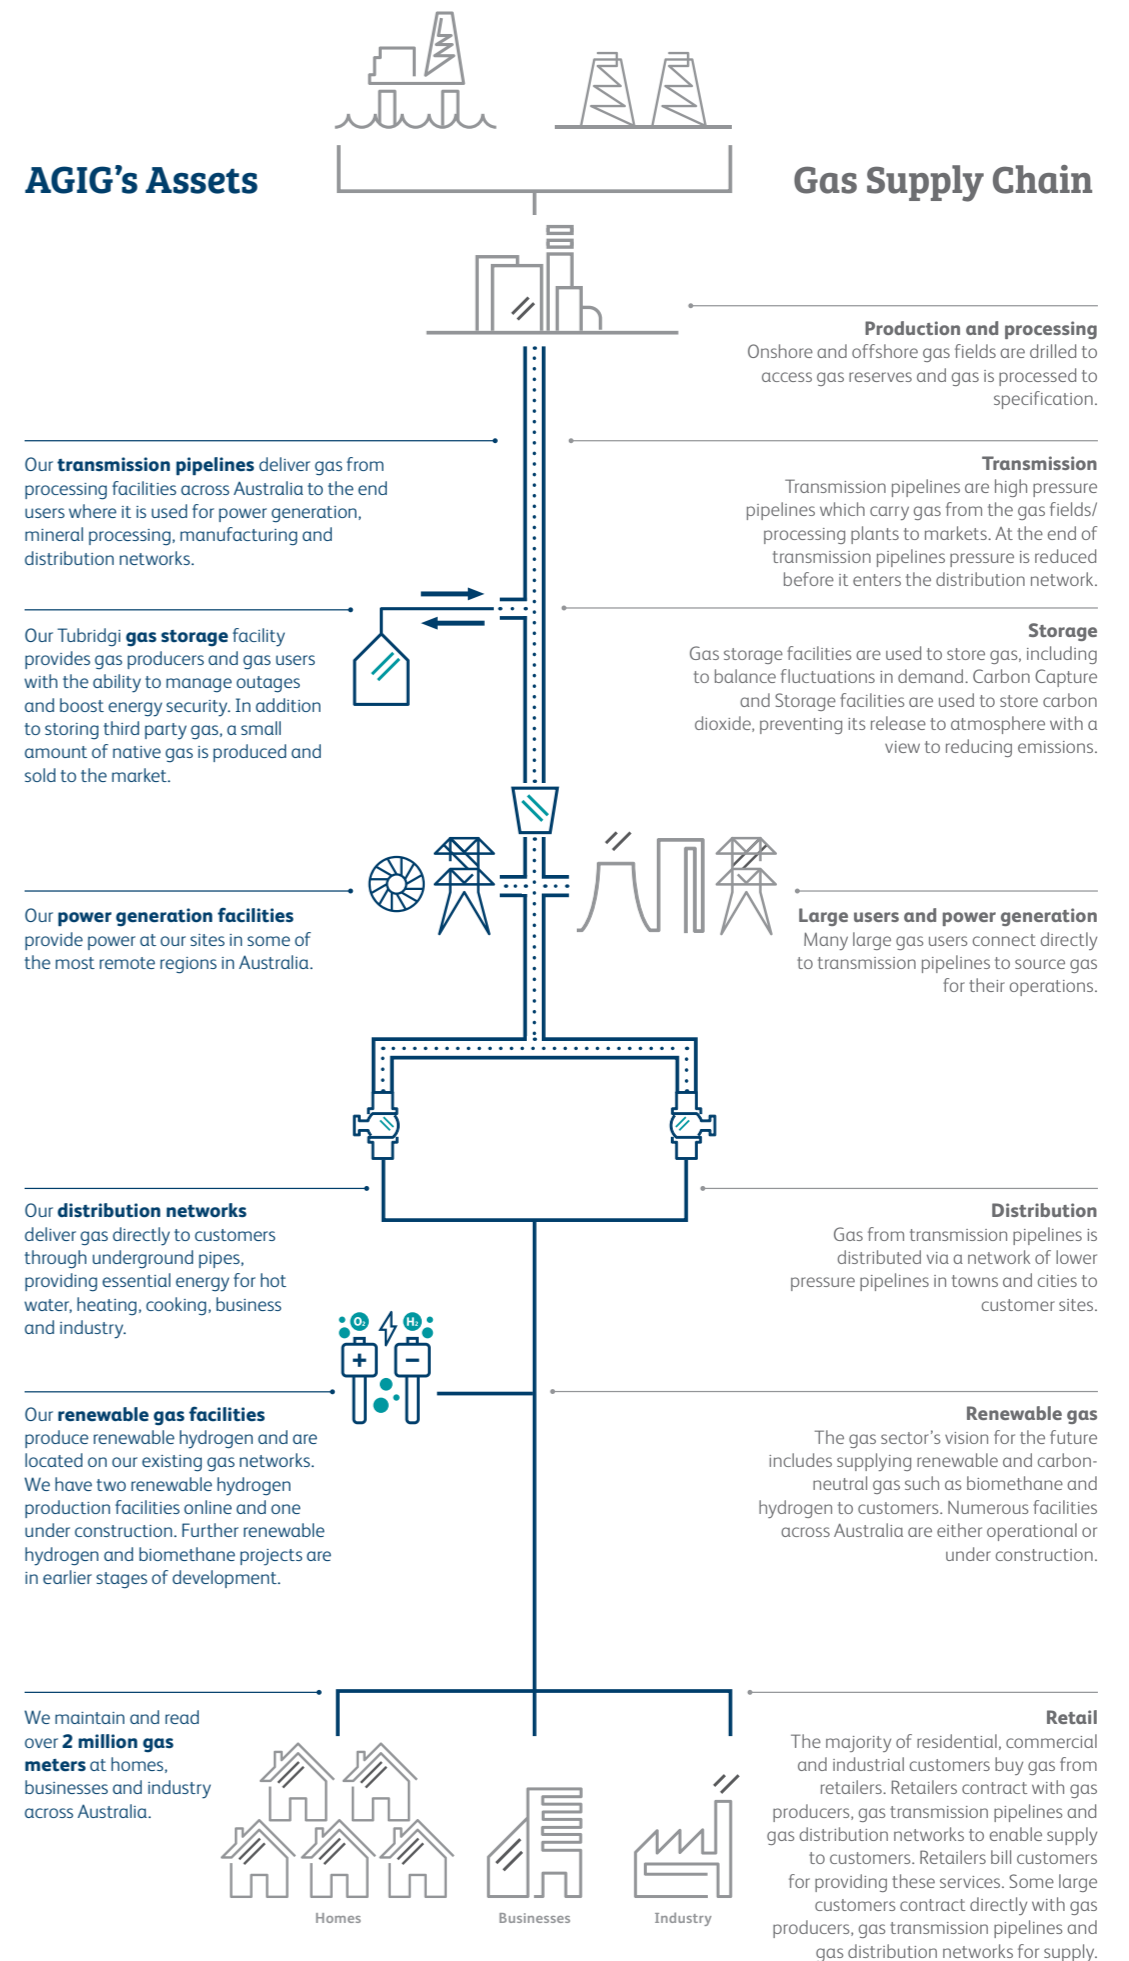 AGIG's Assets
Gas Supply Chain
Production and processing
Onshore and offshore gas fields are drilled to
access gas reserves and gas is processed to
specification.
Our transmission pipelines deliver gas from
processing facilities across Australia to the end
users where it is used for power generation,
mineral processing, manufacturing and
distribution networks.
Transmission
Transmission pipelines are high pressure
pipelines which carry gas from the gas fields/
processing plants to markets. At the end of
transmission pipelines pressure is reduced
before it enters the distribution network.
Our Tubridgi gas storage facility
provides gas producers and gas users
with the ability to manage outages
and boost energy security. In addition
to storing third party gas, a small
amount of native gas is produced and
sold to the market.
Storage
Gas storage facilities are used to store gas, including
to balance fluctuations in demand. Carbon Capture
and Storage facilities are used to store carbon
dioxide, preventing its release to atmosphere with a
view to reducing emissions.
Our power generation facilities
provide power at our sites in some of
the most remote regions in Australia.
Large users and power generation
Many large gas users connect directly
to transmission pipelines to source gas
for their operations.
Our distribution networks
deliver gas directly to customers
through underground pipes,
providing essential energy for hot
water, heating, cooking, business
and industry.
Distribution
Gas from transmission pipelines is
distributed via a network of lower
pressure pipelines in towns and cities to
customer sites.
O₂ H₂
+ −
Our renewable gas facilities
produce renewable hydrogen and are
located on our existing gas networks.
We have two renewable hydrogen
production facilities online and one
under construction. Further renewable
hydrogen and biomethane projects are
in earlier stages of development.
Renewable gas
The gas sector's vision for the future
includes supplying renewable and carbon-
neutral gas such as biomethane and
hydrogen to customers. Numerous facilities
across Australia are either operational or
under construction.
We maintain and read
over 2 million gas
meters at homes,
businesses and industry
across Australia.
Retail
The majority of residential, commercial
and industrial customers buy gas from
retailers. Retailers contract with gas
producers, gas transmission pipelines and
gas distribution networks to enable supply
to customers. Retailers bill customers
for providing these services. Some large
customers contract directly with gas
producers, gas transmission pipelines and
gas distribution networks for supply.
Homes
Businesses
Industry